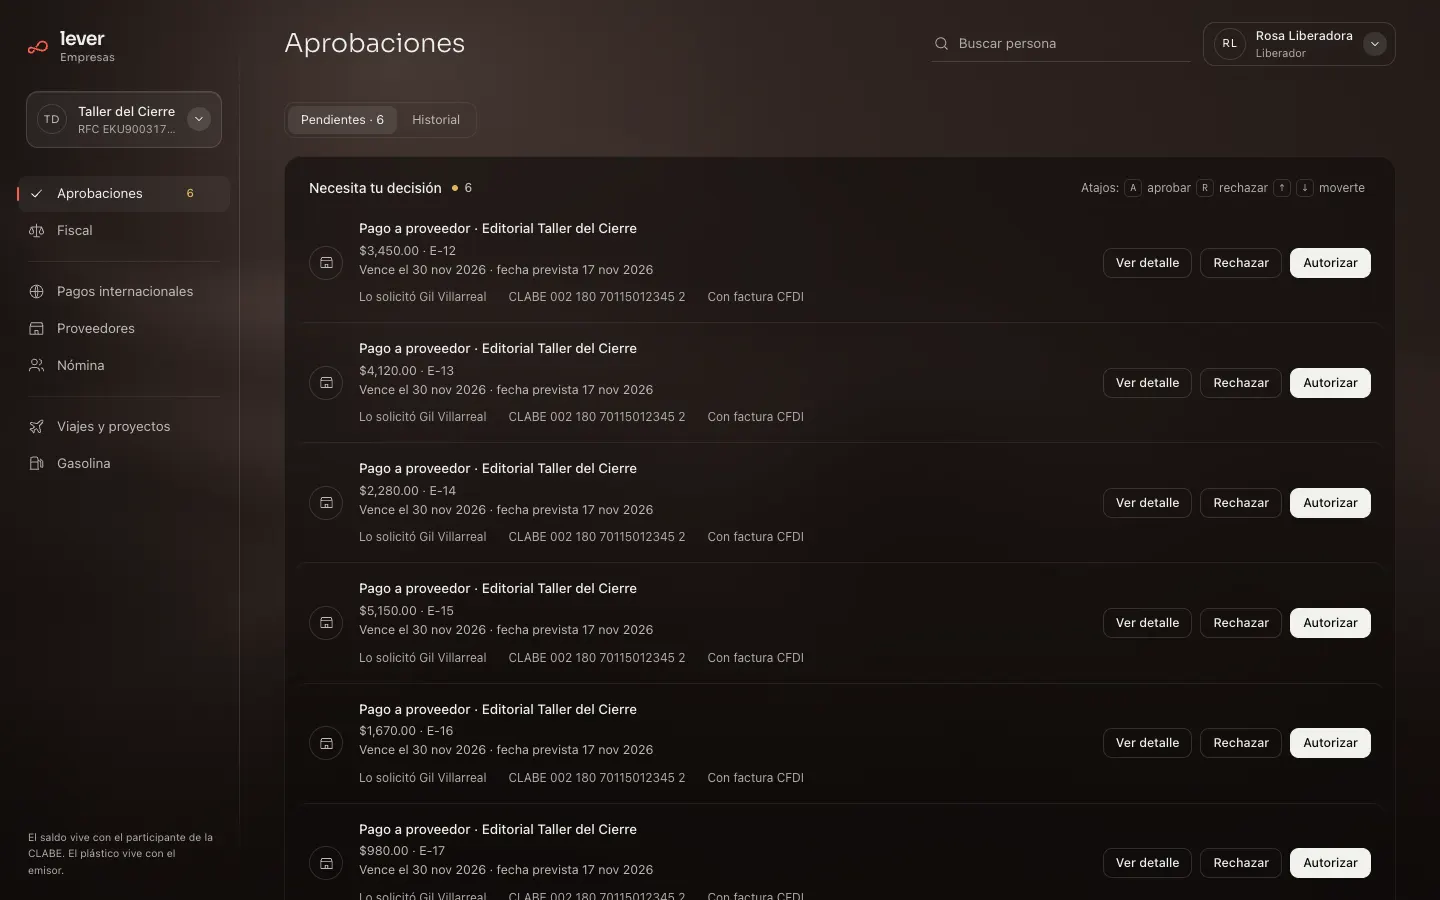 lever
Empresas
Aprobaciones
Buscar persona
RL
Rosa Liberadora
Liberador
TD
Taller del Cierre
RFC EKU900317...
Pendientes · 6
Historial
Aprobaciones 6
Fiscal
Pagos internacionales
Proveedores
Nómina
Viajes y proyectos
Gasolina
Necesita tu decisión • 6
Atajos: A aprobar R rechazar ↑ ↓ moverte
Pago a proveedor · Editorial Taller del Cierre
$3,450.00 · E-12
Vence el 30 nov 2026 · fecha prevista 17 nov 2026
Lo solicitó Gil Villarreal CLABE 002 180 70115012345 2 Con factura CFDI
Ver detalle Rechazar Autorizar
Pago a proveedor · Editorial Taller del Cierre
$4,120.00 · E-13
Vence el 30 nov 2026 · fecha prevista 17 nov 2026
Lo solicitó Gil Villarreal CLABE 002 180 70115012345 2 Con factura CFDI
Ver detalle Rechazar Autorizar
Pago a proveedor · Editorial Taller del Cierre
$2,280.00 · E-14
Vence el 30 nov 2026 · fecha prevista 17 nov 2026
Lo solicitó Gil Villarreal CLABE 002 180 70115012345 2 Con factura CFDI
Ver detalle Rechazar Autorizar
Pago a proveedor · Editorial Taller del Cierre
$5,150.00 · E-15
Vence el 30 nov 2026 · fecha prevista 17 nov 2026
Lo solicitó Gil Villarreal CLABE 002 180 70115012345 2 Con factura CFDI
Ver detalle Rechazar Autorizar
Pago a proveedor · Editorial Taller del Cierre
$1,670.00 · E-16
Vence el 30 nov 2026 · fecha prevista 17 nov 2026
Lo solicitó Gil Villarreal CLABE 002 180 70115012345 2 Con factura CFDI
Ver detalle Rechazar Autorizar
Pago a proveedor · Editorial Taller del Cierre
$980.00 · E-17
Vence el 30 nov 2026 · fecha prevista 17 nov 2026
Lo solicitó Gil Villarreal CLABE 002 180 70115012345 2 Con factura CFDI
Ver detalle Rechazar Autorizar
El saldo vive con el participante de la
CLABE. El plástico vive con el
emisor.